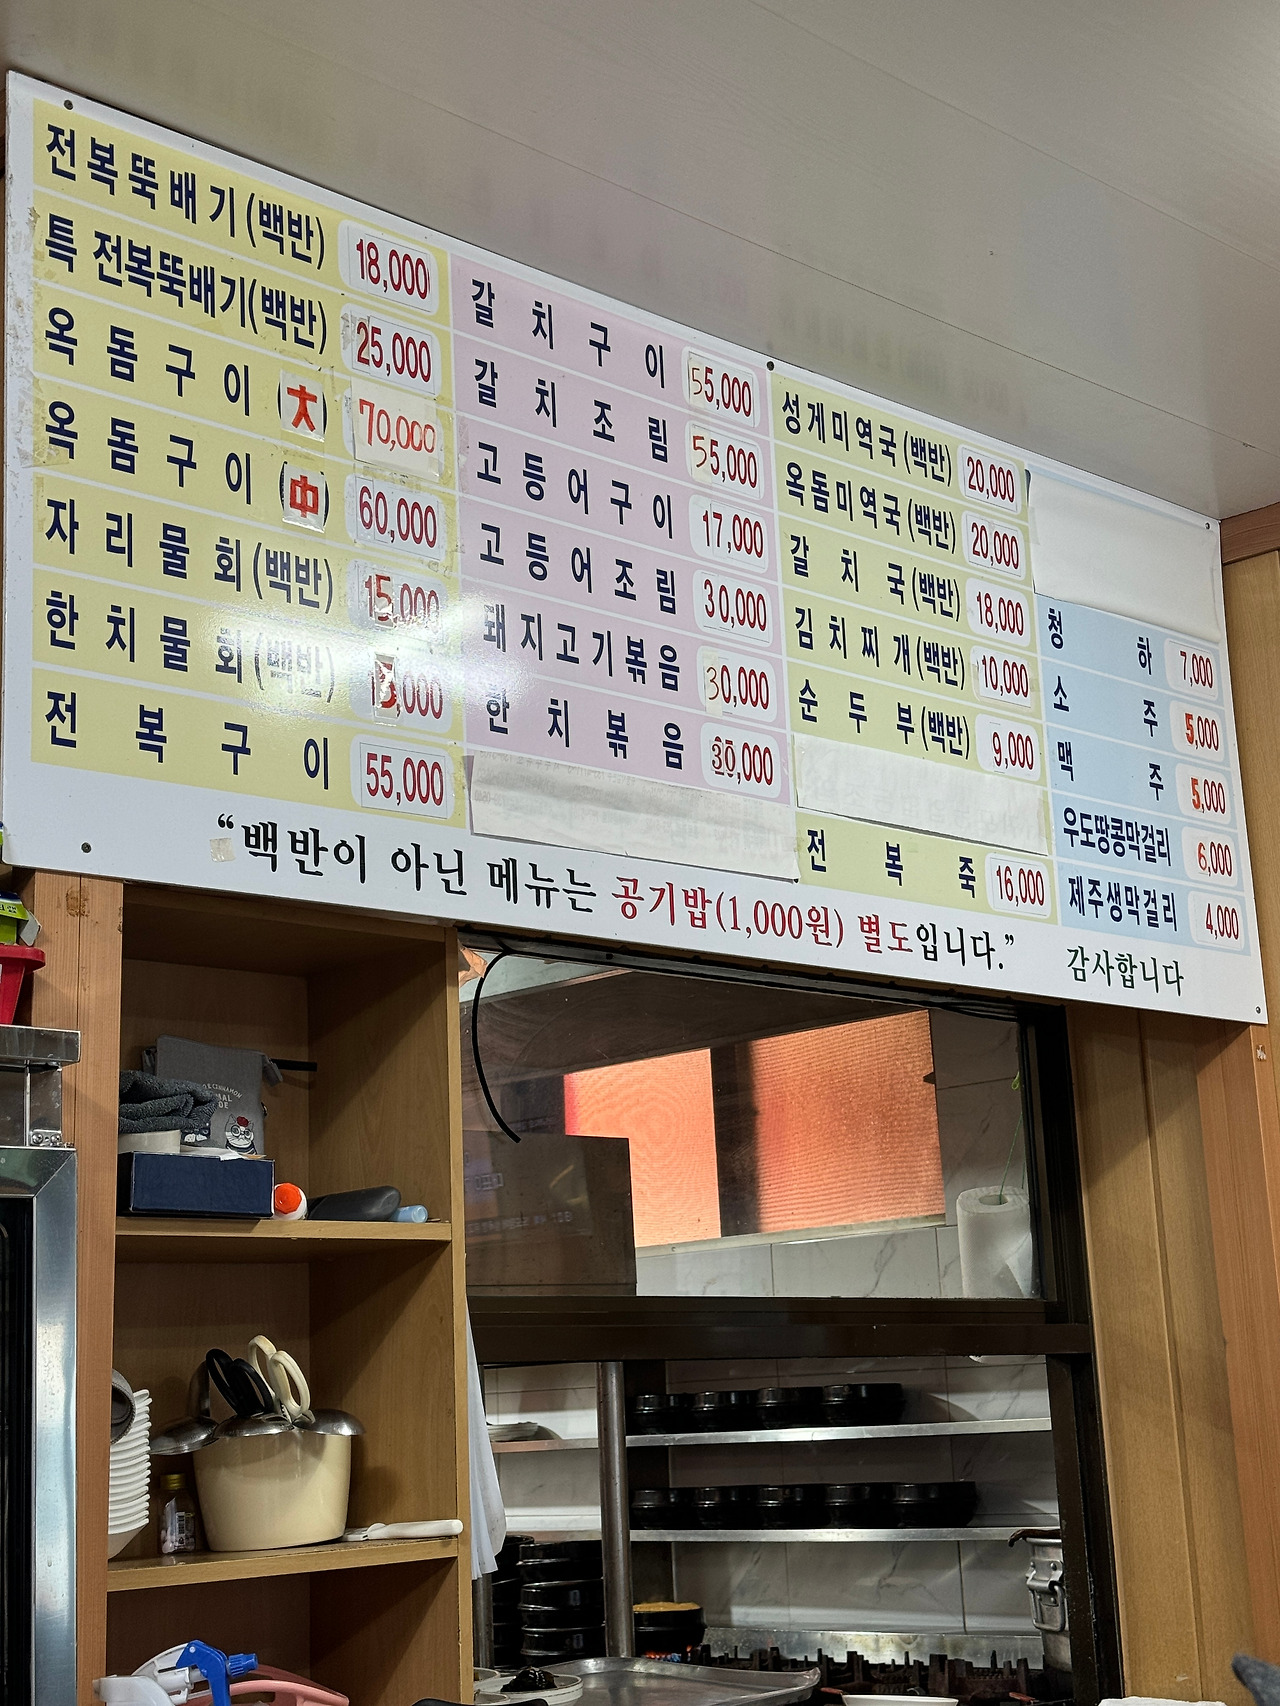 전복뚝배기(백반) 18,000
특 전복뚝배기(백반) 25,000
옥돔구이(大) 70,000
옥돔구이(中) 60,000
자리물회(백반) 15,000
한치물회(백반) 15,000
전복구이 55,000
갈치구이 55,000
갈치조림 55,000
고등어구이 17,000
고등어조림 30,000
돼지고기볶음 30,000
한치볶음 30,000
성게미역국(백반) 20,000
옥돔미역국(백반) 20,000
갈치국(백반) 18,000
김치찌개(백반) 10,000
순두부(백반) 9,000
전복죽 16,000
청하 7,000
소주 5,000
맥주 5,000
우도땅콩막걸리 6,000
제주생막걸리 4,000
“백반이 아닌 메뉴는 공기밥(1,000원) 별도입니다.” 감사합니다